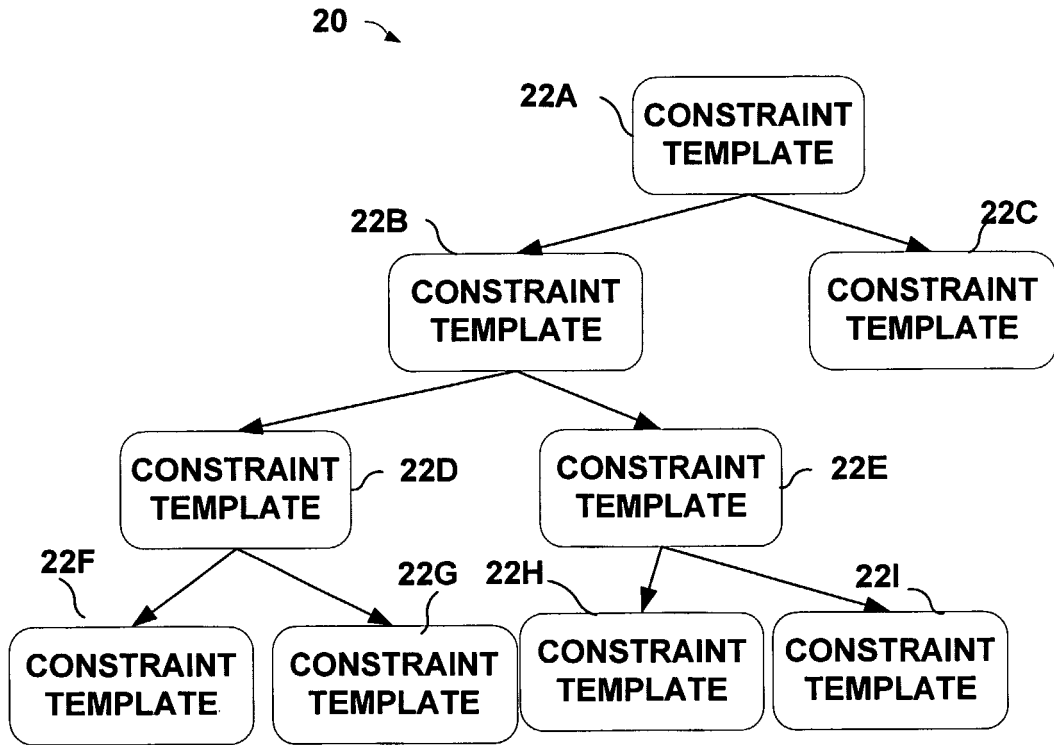 20
22A
CONSTRAINT
TEMPLATE
22B
22C
CONSTRAINT
TEMPLATE
CONSTRAINT
TEMPLATE
CONSTRAINT
TEMPLATE
22D
CONSTRAINT
TEMPLATE
22E
22F
22G
22H
22I
CONSTRAINT
TEMPLATE
CONSTRAINT
TEMPLATE
CONSTRAINT
TEMPLATE
CONSTRAINT
TEMPLATE